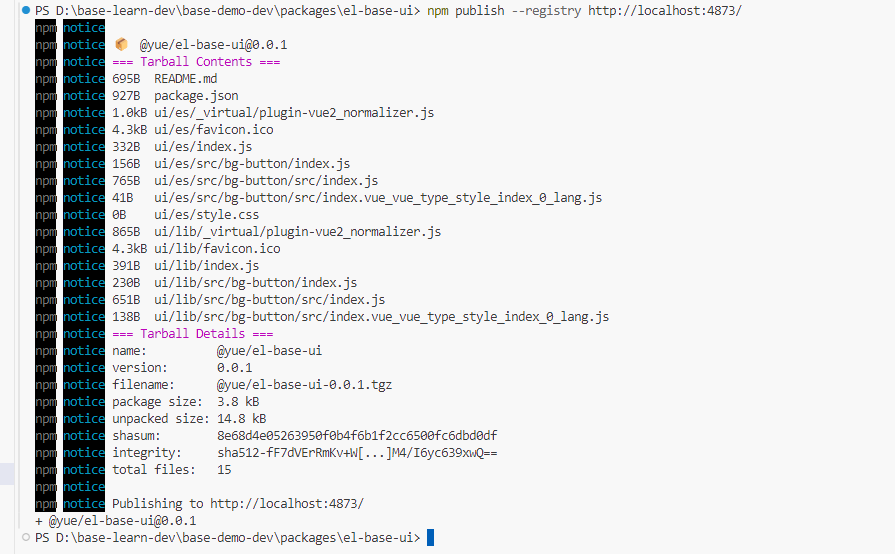 PS D:\base-learn-dev\base-demo-dev\packages\el-base-ui> npm publish --registry http://localhost:4873/
npm notice
npm notice 📦  @yue/el-base-ui@0.0.1
npm notice === Tarball Contents ===
npm notice 695B  README.md
npm notice 927B  package.json
npm notice 1.0kB ui/es/_virtual/plugin-vue2_normalizer.js
npm notice 4.3kB ui/es/favicon.ico
npm notice 332B  ui/es/index.js
npm notice 156B  ui/es/src/bg-button/index.js
npm notice 765B  ui/es/src/bg-button/src/index.js
npm notice 41B   ui/es/src/bg-button/src/index.vue_vue_type_style_index_0_lang.js
npm notice 0B    ui/es/style.css
npm notice 865B  ui/lib/_virtual/plugin-vue2_normalizer.js
npm notice 4.3kB ui/lib/favicon.ico
npm notice 391B  ui/lib/index.js
npm notice 230B  ui/lib/src/bg-button/index.js
npm notice 651B  ui/lib/src/bg-button/src/index.js
npm notice 138B  ui/lib/src/bg-button/src/index.vue_vue_type_style_index_0_lang.js
npm notice === Tarball Details ===
npm notice name:          @yue/el-base-ui
npm notice version:       0.0.1
npm notice filename:      @yue/el-base-ui-0.0.1.tgz
npm notice package size:  3.8 kB
npm notice unpacked size: 14.8 kB
npm notice shasum:        8e68d4e05263950f0b4f6b1f2cc6500fc6dbd0df
npm notice integrity:     sha512-fF7dVErRmKv+W[...]M4/I6yc639xwQ==
npm notice total files:   15
npm notice
npm notice Publishing to http://localhost:4873/
+ @yue/el-base-ui@0.0.1
PS D:\base-learn-dev\base-demo-dev\packages\el-base-ui>